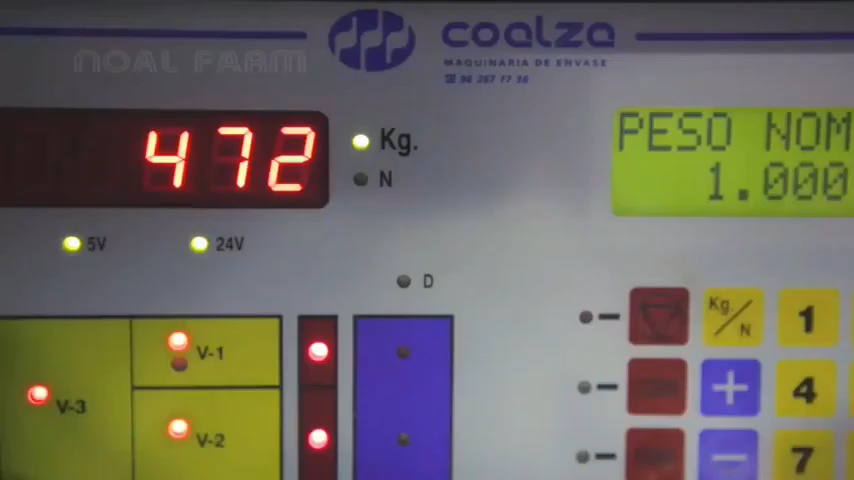 coalza
NOAL FARM
MAQUINARIA DE ENVASE
☎ 96 267 77 36
472
Kg.
N
PESO NOM
1.000
5V
24V
D
Kg/N
1
V-1
V-3
+
4
V-2
-
7